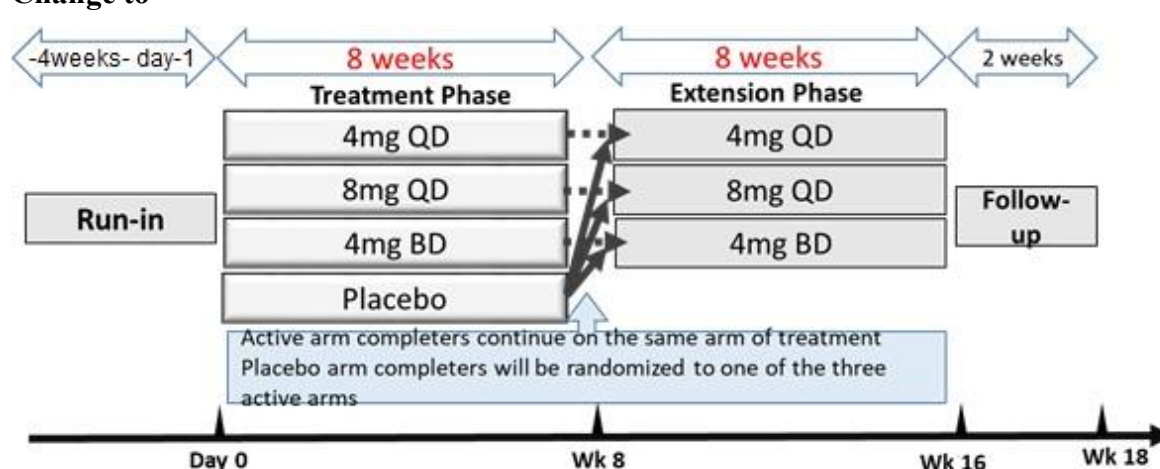 Change to
-4weeks- day-1
8 weeks
8 weeks
2 weeks
Treatment Phase
Extension Phase
4mg QD
4mg QD
8mg QD
8mg QD
Run-in
Follow-
up
4mg BD
4mg BD
Placebo
Active arm completers continue on the same arm of treatment
Placebo arm completers will be randomized to one of the three
active arms
Day 0
Wk 8
Wk 16
Wk 18